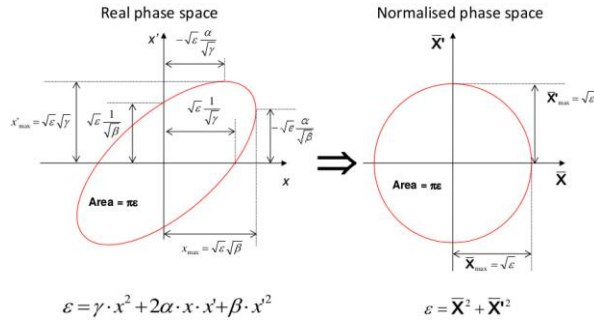 Real phase space
Normalised phase space
x'
−√ε α/√γ
x'max = √ε√γ
√ε 1/√β
√ε 1/√γ
−√ε α/√β
x
Area = πε
xmax = √ε√β
⇒
X̄'
X̄'max = √ε
X̄
Area = πε
X̄max = √ε
ε = γ · x² + 2α · x · x' + β · x'²
ε = X̄² + X̄'²